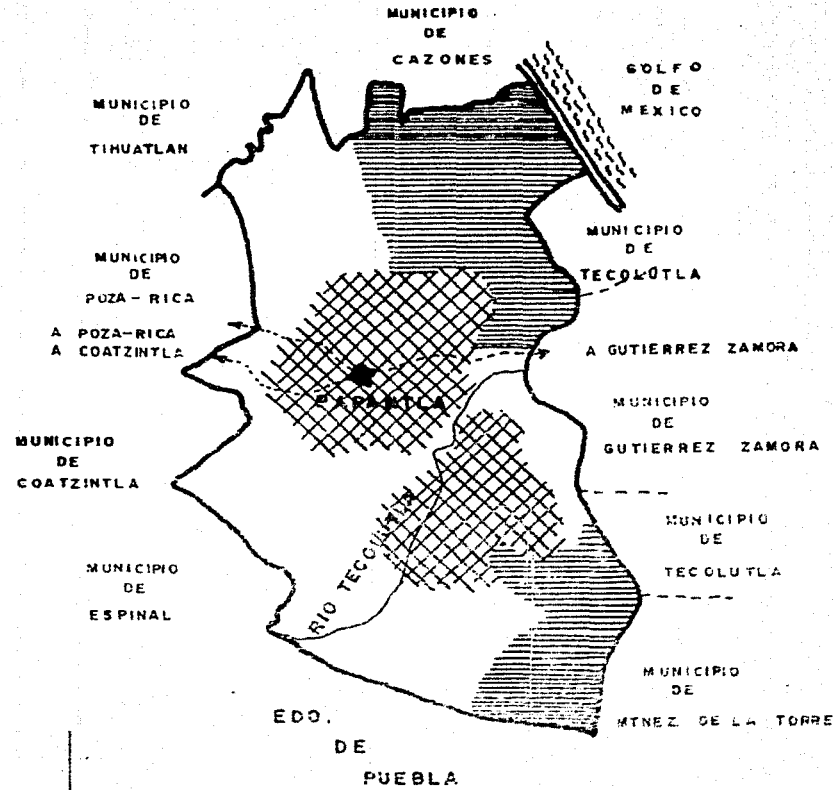 MUNICIPIO
DE
CAZONES
GOLFO
DE
MEXICO
MUNICIPIO
DE
TIHUATLAN
MUNICIPIO
DE
TECOLUTLA
MUNICIPIO
DE
POZA-RICA
A POZA-RICA
A COATZINTLA
A GUTIERREZ ZAMORA
PAPANTLA
MUNICIPIO
DE
GUTIERREZ ZAMORA
MUNICIPIO
DE
COATZINTLA
RIO TECOLUTLA
MUNICIPIO
DE
TECOLUTLA
MUNICIPIO
DE
ESPINAL
MUNICIPIO
DE
MTNEZ. DE LA TORRE
EDO.
DE
PUEBLA